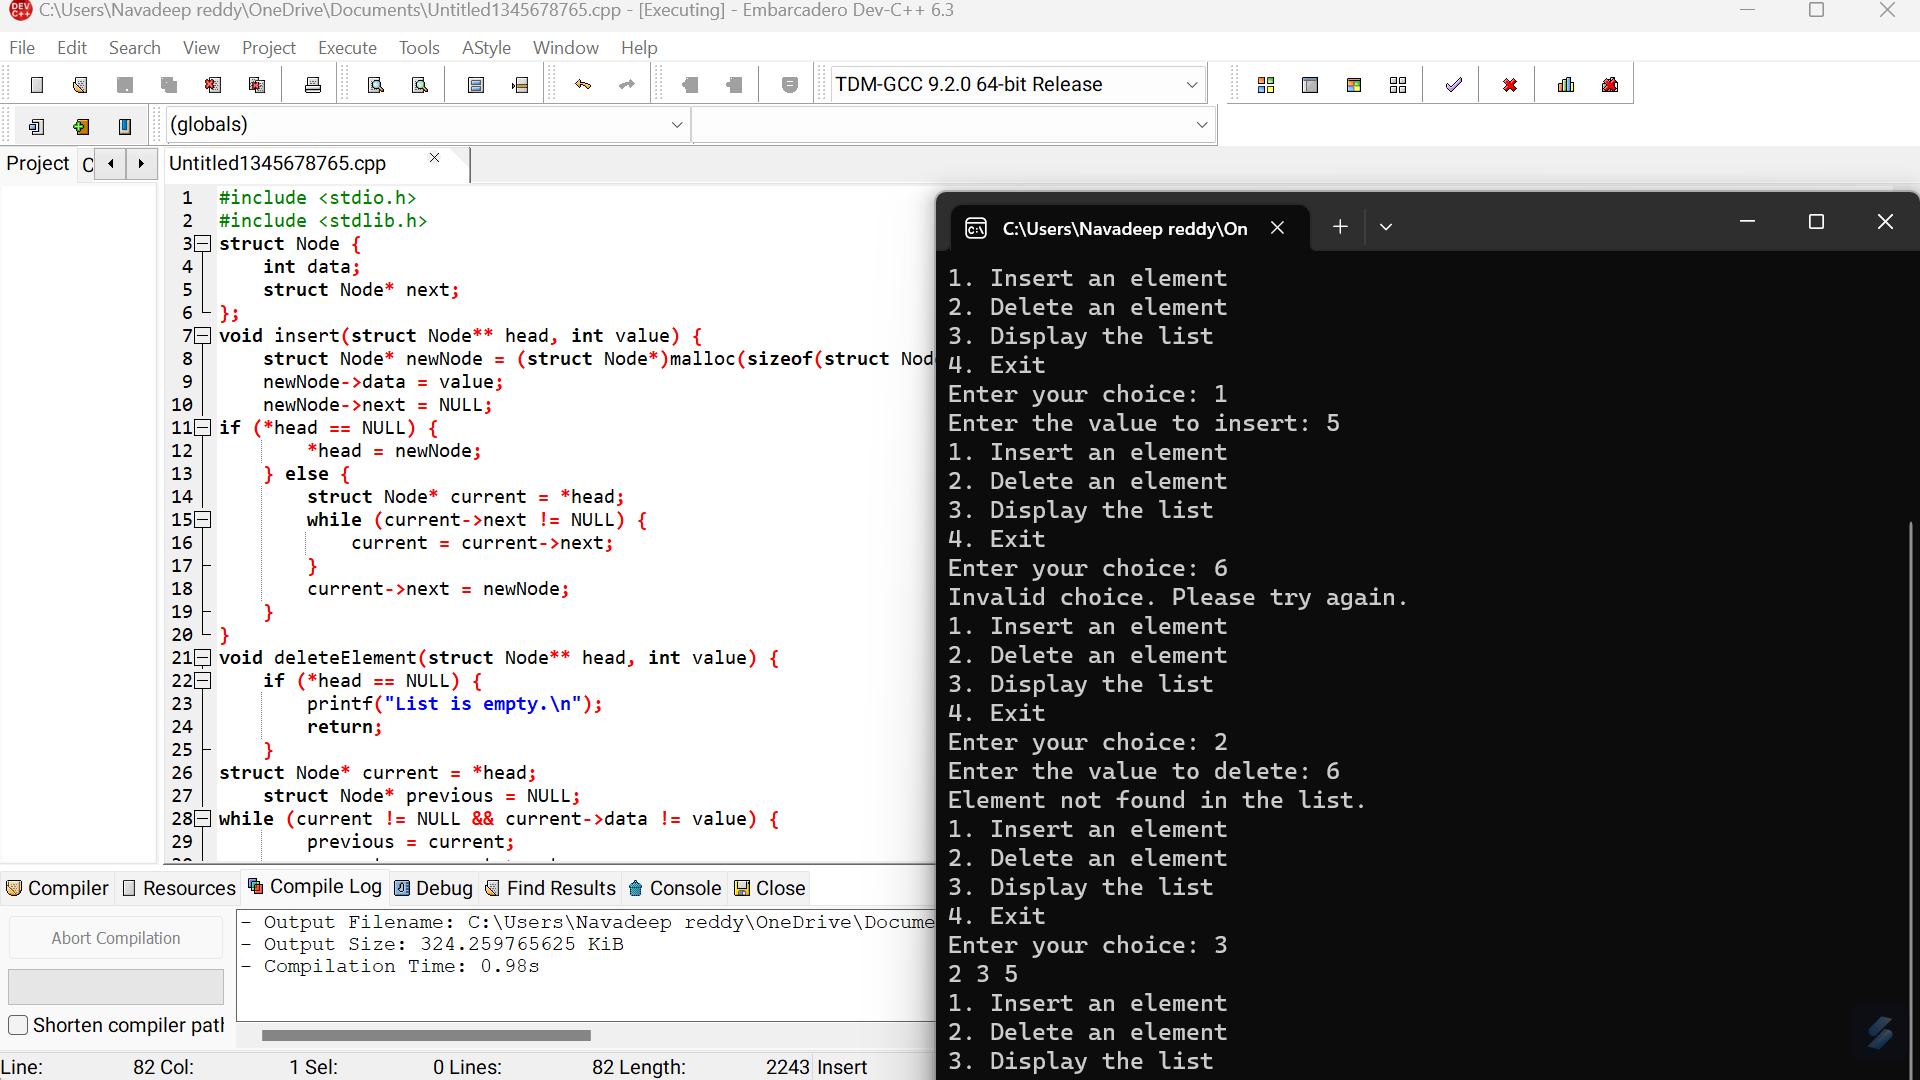 C:\Users\Navadeep reddy\OneDrive\Documents\Untitled1345678765.cpp - [Executing] - Embarcadero Dev-C++ 6.3
File Edit Search View Project Execute Tools AStyle Window Help
TDM-GCC 9.2.0 64-bit Release
(globals)
Project C
Untitled1345678765.cpp
1 #include <stdio.h>
2 #include <stdlib.h>
3 struct Node {
4 int data;
5 struct Node* next;
6 };
7 void insert(struct Node** head, int value) {
8 struct Node* newNode = (struct Node*)malloc(sizeof(struct Nod
9 newNode->data = value;
10 newNode->next = NULL;
11 if (*head == NULL) {
12 *head = newNode;
13 } else {
14 struct Node* current = *head;
15 while (current->next != NULL) {
16 current = current->next;
17 }
18 current->next = newNode;
19 }
20 }
21 void deleteElement(struct Node** head, int value) {
22 if (*head == NULL) {
23 printf("List is empty.\n");
24 return;
25 }
26 struct Node* current = *head;
27 struct Node* previous = NULL;
28 while (current != NULL && current->data != value) {
29 previous = current;
C:\Users\Navadeep reddy\On
1. Insert an element
2. Delete an element
3. Display the list
4. Exit
Enter your choice: 1
Enter the value to insert: 5
1. Insert an element
2. Delete an element
3. Display the list
4. Exit
Enter your choice: 6
Invalid choice. Please try again.
1. Insert an element
2. Delete an element
3. Display the list
4. Exit
Enter your choice: 2
Enter the value to delete: 6
Element not found in the list.
1. Insert an element
2. Delete an element
3. Display the list
4. Exit
Enter your choice: 3
2 3 5
1. Insert an element
2. Delete an element
3. Display the list
Compiler Resources Compile Log Debug Find Results Console Close
Abort Compilation
Shorten compiler path
- Output Filename: C:\Users\Navadeep reddy\OneDrive\Docume
- Output Size: 324.259765625 KiB
- Compilation Time: 0.98s
Line: 82 Col: 1 Sel: 0 Lines: 82 Length: 2243 Insert